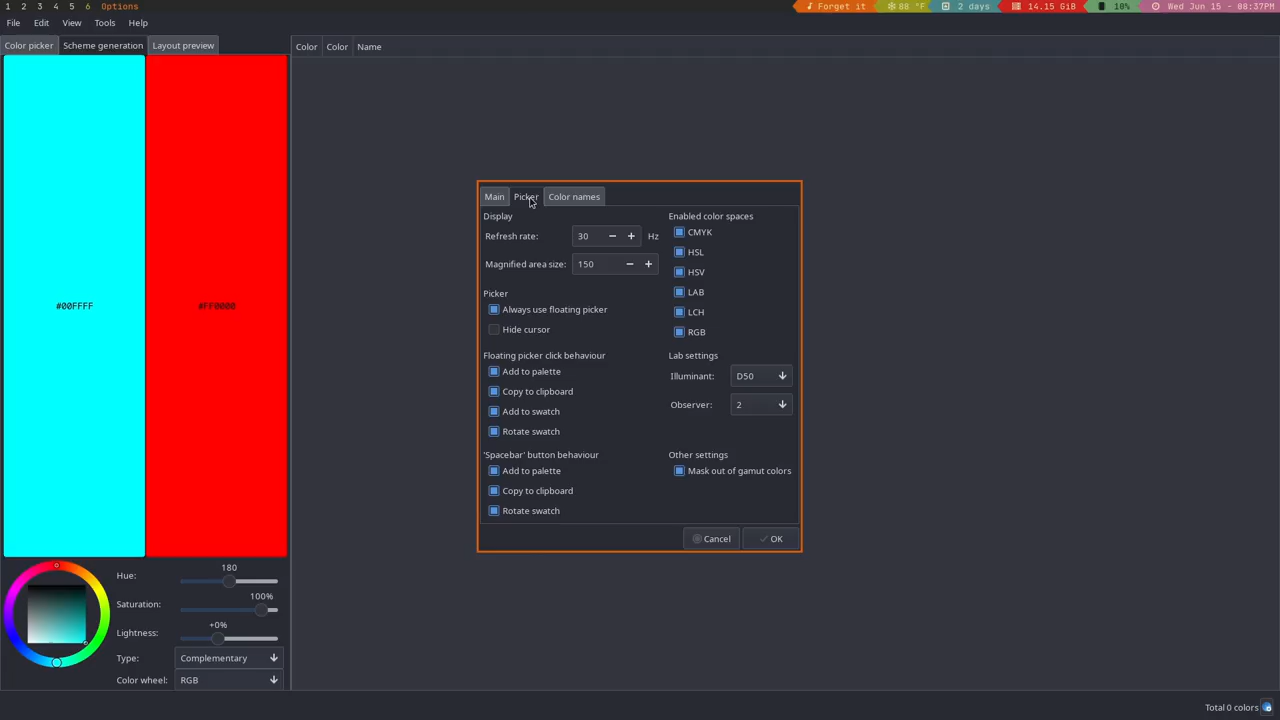 1 2 3 4 5 6 Options
Forget it 88 °F 2 days 14.15 GiB 10% Wed Jun 15 - 08:37PM
File Edit View Tools Help
Color picker Scheme generation Layout preview
Color Color Name
#00FFFF
#FF0000
Main Picker Color names
Display
Refresh rate: 30 Hz
Magnified area size: 150
Picker
Always use floating picker
Hide cursor
Floating picker click behaviour
Add to palette
Copy to clipboard
Add to swatch
Rotate swatch
'Spacebar' button behaviour
Add to palette
Copy to clipboard
Rotate swatch
Enabled color spaces
CMYK
HSL
HSV
LAB
LCH
RGB
Lab settings
Illuminant: D50
Observer: 2
Other settings
Mask out of gamut colors
Cancel OK
180
Hue:
100%
Saturation:
+0%
Lightness:
Type: Complementary
Color wheel: RGB
Total 0 colors